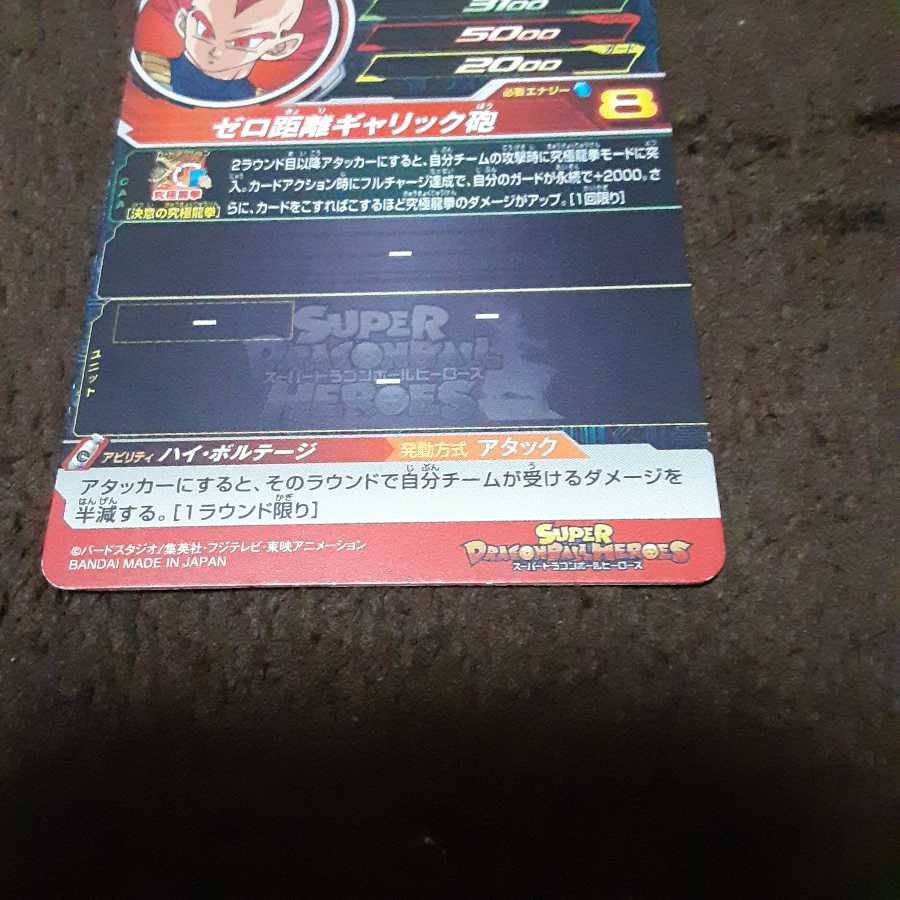 3100
5000
2000
必要エナジー 8
ゼロ距離ギャリック砲
CAA
究極龍拳
[決意の究極龍拳]
2ラウンド目以降アタッカーにすると、自分チームの攻撃時に究極龍拳モードに突
入。カードアクション時にフルチャージ達成で、自分のガードが永続で+2000。さ
らに、カードをこすればこするほど究極龍拳のダメージがアップ。[1回限り]
ー
ユニット
ー
ー
ー
SUPER
DRAGONBALL
スーパードラゴンボールヒーローズ
HEROES
アビリティ ハイ・ボルテージ 発動方式 アタック
アタッカーにすると、そのラウンドで自分チームが受けるダメージを
半減する。[1ラウンド限り]
©バードスタジオ/集英社・フジテレビ・東映アニメーション
BANDAI MADE IN JAPAN
SUPER
DRAGONBALL HEROES
スーパードラゴンボールヒーローズ